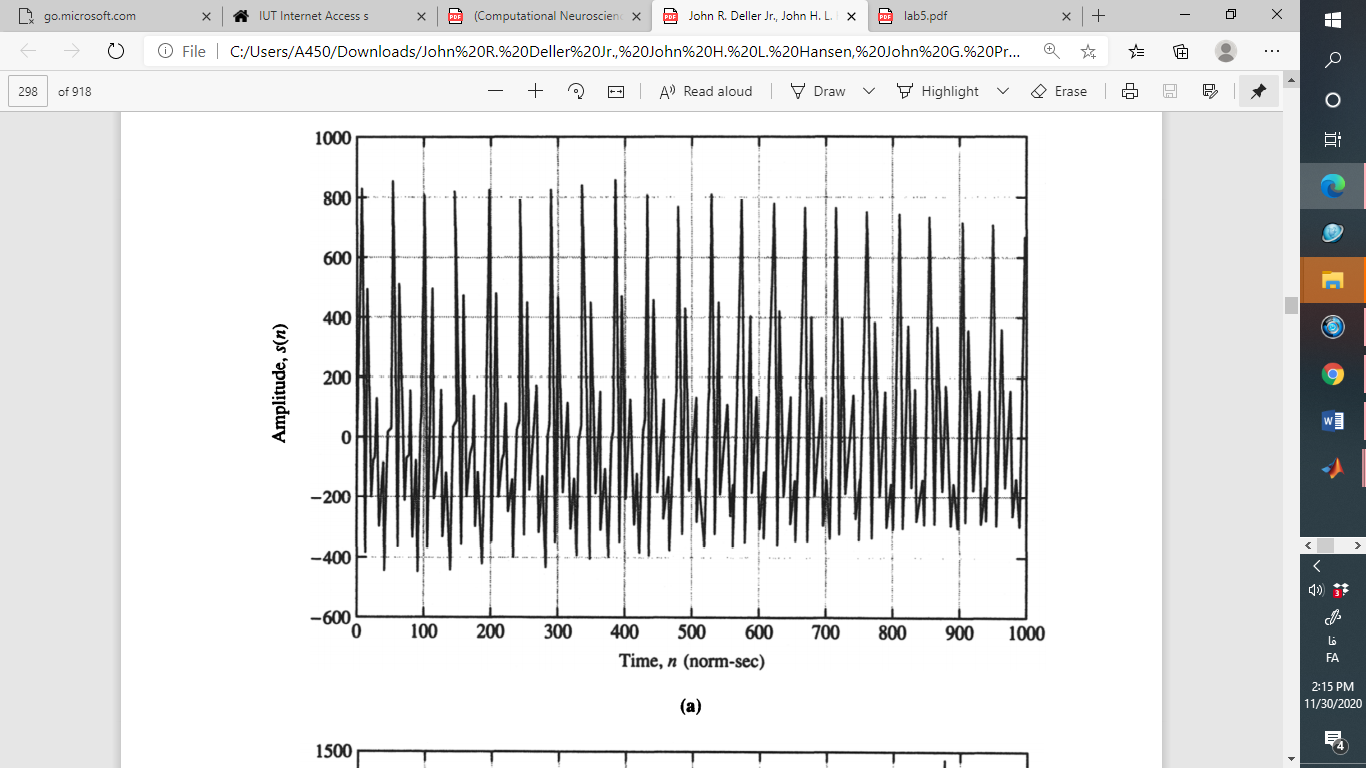 go.microsoft.com
IUT Internet Access s
(Computational Neuroscienc
John R. Deller Jr., John H. L.
lab5.pdf
File
C:/Users/A450/Downloads/John%20R.%20Deller%20Jr.,%20John%20H.%20L.%20Hansen,%20John%20G.%20Pr...
298
of 918
Read aloud
Draw
Highlight
Erase
1000
800
600
400
200
0
−200
−400
−600
Amplitude, s(n)
0 100 200 300 400 500 600 700 800 900 1000
Time, n (norm-sec)
(a)
1500
3
فا
FA
2:15 PM
11/30/2020
4